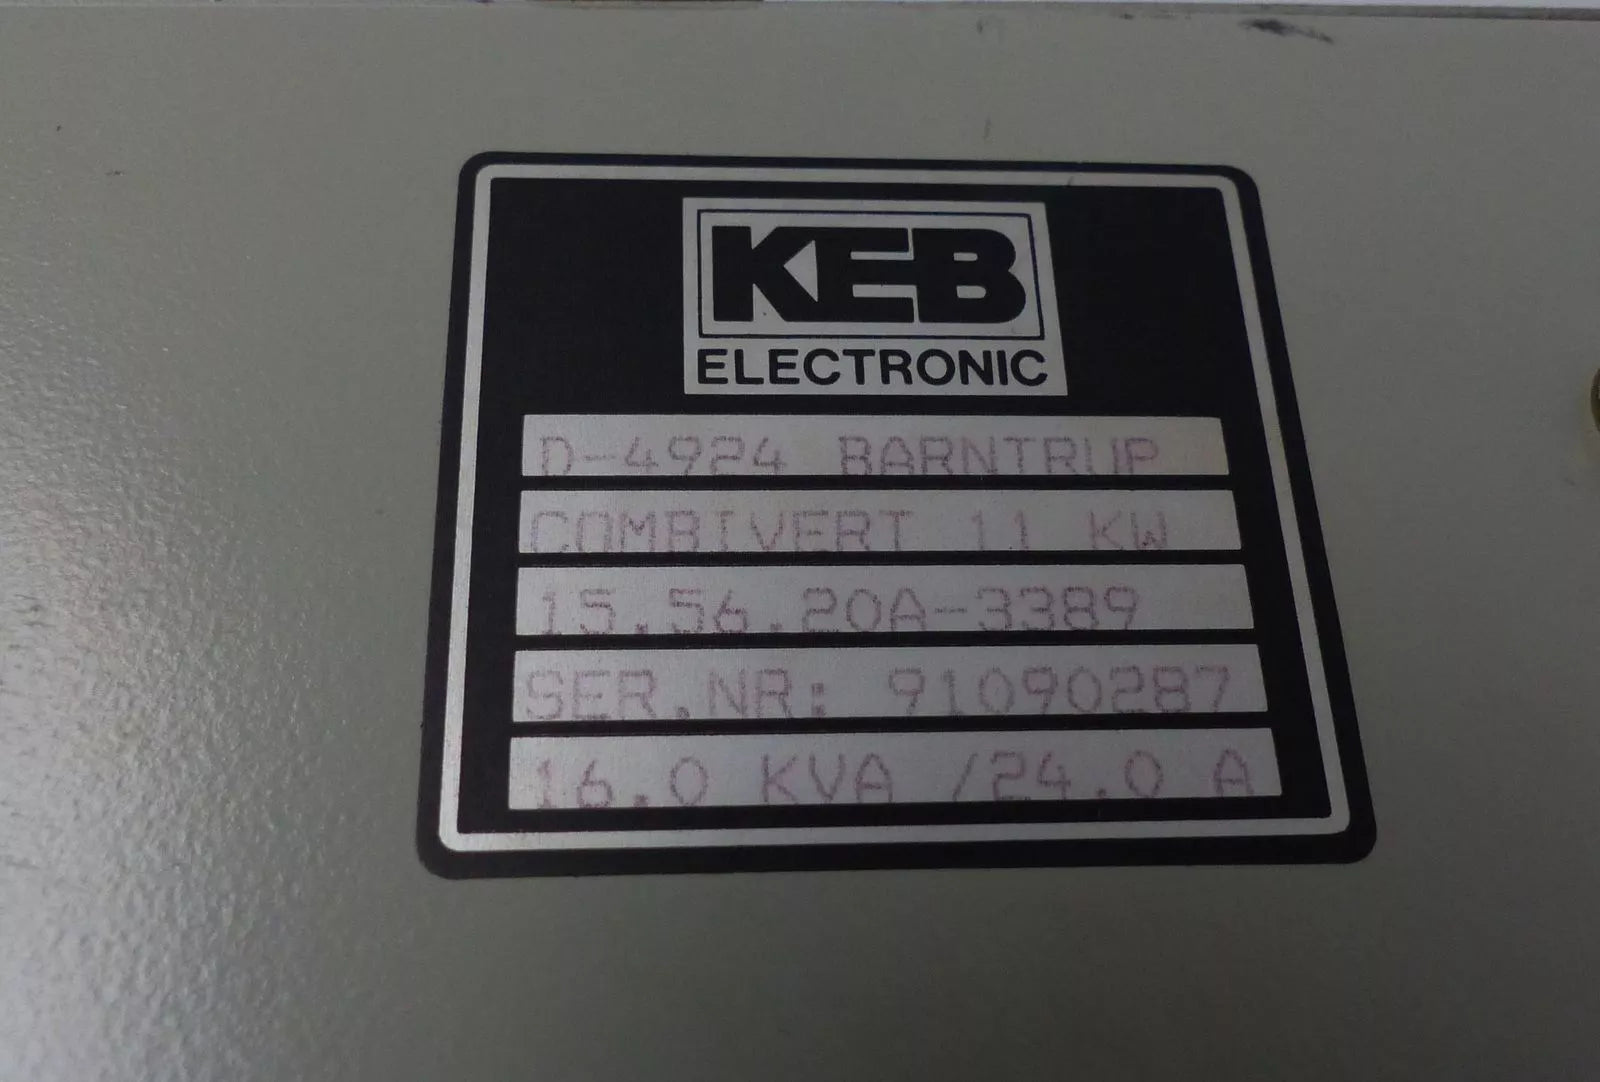 KEB
ELECTRONIC
D-4924 BARNTRUP
COMBIVERT 11 KW
15.56.20A-3389
SER.NR: 91090287
16.0 KVA /24.0 A